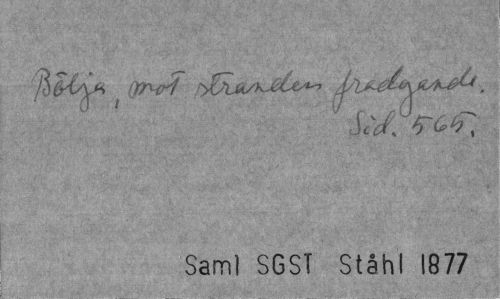 Bölja, mot stranden fradgande.
Sid. 565.
Saml SGST Ståhl 1877